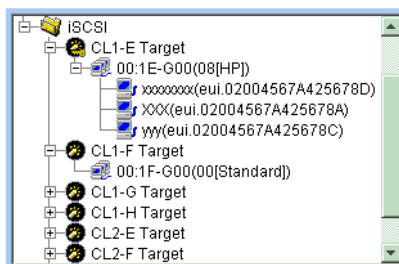 iSCSI
CL1-E Target
00:1E-G00(08[HP])
xxxxxxxx(eui.02004567A425678D)
XXX(eui.02004567A425678A)
yyy(eui.02004567A425678C)
CL1-F Target
00:1F-G00(00[Standard])
CL1-G Target
CL1-H Target
CL2-E Target
CL2-F Target